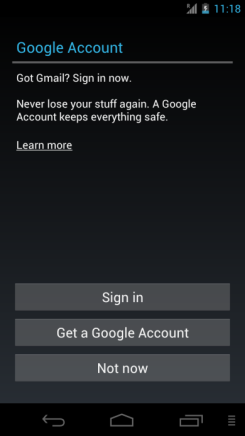 11:18
Google Account
Got Gmail? Sign in now.
Never lose your stuff again. A Google
Account keeps everything safe.
Learn more
Sign in
Get a Google Account
Not now